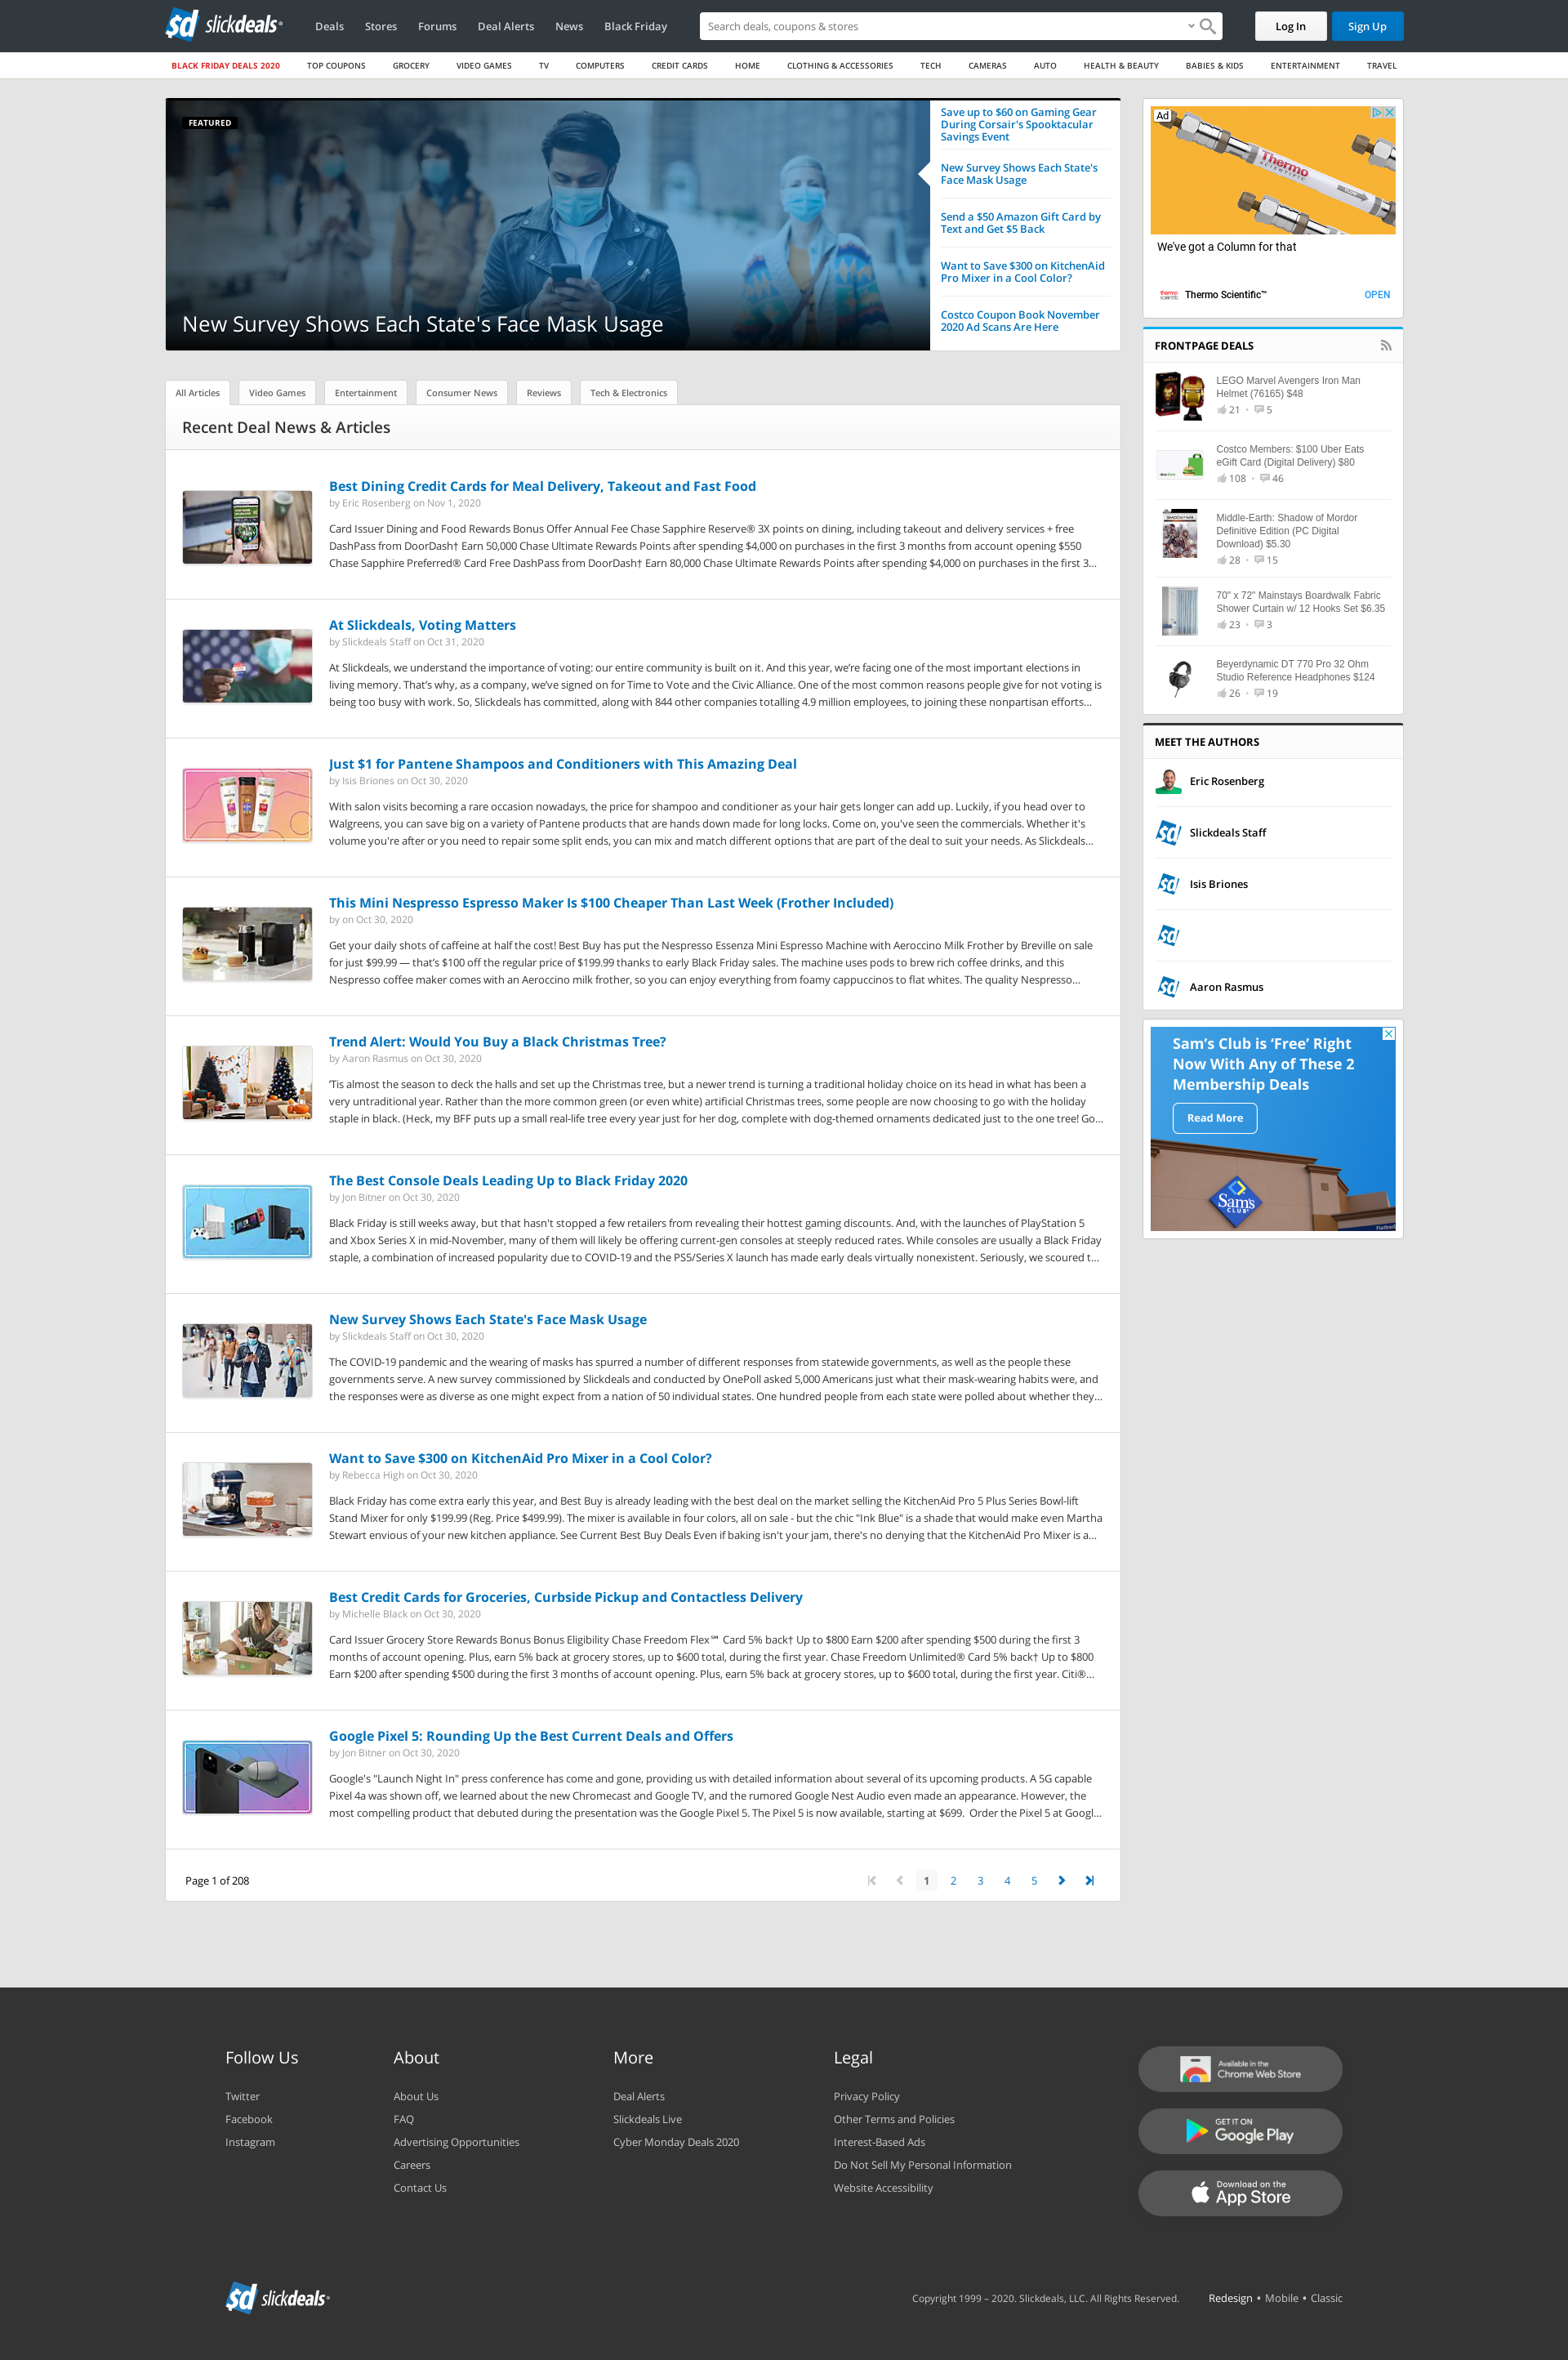 sd slickdeals
Deals Stores Forums Deal Alerts News Black Friday
Search deals, coupons & stores
Log In Sign Up
BLACK FRIDAY DEALS 2020 TOP COUPONS GROCERY VIDEO GAMES TV COMPUTERS CREDIT CARDS HOME CLOTHING & ACCESSORIES TECH CAMERAS AUTO HEALTH & BEAUTY BABIES & KIDS ENTERTAINMENT TRAVEL
FEATURED
New Survey Shows Each State's Face Mask Usage
Save up to $60 on Gaming Gear
During Corsair's Spooktacular
Savings Event
New Survey Shows Each State's
Face Mask Usage
Send a $50 Amazon Gift Card by
Text and Get $5 Back
Want to Save $300 on KitchenAid
Pro Mixer in a Cool Color?
Costco Coupon Book November
2020 Ad Scans Are Here
All Articles Video Games Entertainment Consumer News Reviews Tech & Electronics
Recent Deal News & Articles
Best Dining Credit Cards for Meal Delivery, Takeout and Fast Food
by Eric Rosenberg on Nov 1, 2020
Card Issuer Dining and Food Rewards Bonus Offer Annual Fee Chase Sapphire Reserve® 3X points on dining, including takeout and delivery services + free
DashPass from DoorDash† Earn 50,000 Chase Ultimate Rewards Points after spending $4,000 on purchases in the first 3 months from account opening $550
Chase Sapphire Preferred® Card Free DashPass from DoorDash† Earn 80,000 Chase Ultimate Rewards Points after spending $4,000 on purchases in the first 3...
At Slickdeals, Voting Matters
by Slickdeals Staff on Oct 31, 2020
At Slickdeals, we understand the importance of voting: our entire community is built on it. And this year, we’re facing one of the most important elections in
living memory. That’s why, as a company, we’ve signed on for Time to Vote and the Civic Alliance. One of the most common reasons people give for not voting is
being too busy with work. So, Slickdeals has committed, along with 844 other companies totalling 4.9 million employees, to joining these nonpartisan efforts...
Just $1 for Pantene Shampoos and Conditioners with This Amazing Deal
by Isis Briones on Oct 30, 2020
With salon visits becoming a rare occasion nowadays, the price for shampoo and conditioner as your hair gets longer can add up. Luckily, if you head over to
Walgreens, you can save big on a variety of Pantene products that are hands down made for long locks. Come on, you've seen the commercials. Whether it's
volume you're after or you need to repair some split ends, you can mix and match different options that are part of the deal to suit your needs. As Slickdeals...
This Mini Nespresso Espresso Maker Is $100 Cheaper Than Last Week (Frother Included)
by on Oct 30, 2020
Get your daily shots of caffeine at half the cost! Best Buy has put the Nespresso Essenza Mini Espresso Machine with Aeroccino Milk Frother by Breville on sale
for just $99.99 — that’s $100 off the regular price of $199.99 thanks to early Black Friday sales. The machine uses pods to brew rich coffee drinks, and this
Nespresso coffee maker comes with an Aeroccino milk frother, so you can enjoy everything from foamy cappuccinos to flat whites. The quality Nespresso...
Trend Alert: Would You Buy a Black Christmas Tree?
by Aaron Rasmus on Oct 30, 2020
’Tis almost the season to deck the halls and set up the Christmas tree, but a newer trend is turning a traditional holiday choice on its head in what has been a
very untraditional year. Rather than the more common green (or even white) artificial Christmas trees, some people are now choosing to go with the holiday
staple in black. (Heck, my BFF puts up a small real-life tree every year just for her dog, complete with dog-themed ornaments dedicated just to the one tree! Go...
The Best Console Deals Leading Up to Black Friday 2020
by Jon Bitner on Oct 30, 2020
Black Friday is still weeks away, but that hasn't stopped a few retailers from revealing their hottest gaming discounts. And, with the launches of PlayStation 5
and Xbox Series X in mid-November, many of them will likely be offering current-gen consoles at steeply reduced rates. While consoles are usually a Black Friday
staple, a combination of increased popularity due to COVID-19 and the PS5/Series X launch has made early deals virtually nonexistent. Seriously, we scoured t...
New Survey Shows Each State's Face Mask Usage
by Slickdeals Staff on Oct 30, 2020
The COVID-19 pandemic and the wearing of masks has spurred a number of different responses from statewide governments, as well as the people these
governments serve. A new survey commissioned by Slickdeals and conducted by OnePoll asked 5,000 Americans just what their mask-wearing habits were, and
the responses were as diverse as one might expect from a nation of 50 individual states. One hundred people from each state were polled about whether they...
Want to Save $300 on KitchenAid Pro Mixer in a Cool Color?
by Rebecca High on Oct 30, 2020
Black Friday has come extra early this year, and Best Buy is already leading with the best deal on the market selling the KitchenAid Pro 5 Plus Series Bowl-lift
Stand Mixer for only $199.99 (Reg. Price $499.99). The mixer is available in four colors, all on sale - but the chic "Ink Blue" is a shade that would make even Martha
Stewart envious of your new kitchen appliance. See Current Best Buy Deals Even if baking isn't your jam, there's no denying that the KitchenAid Pro Mixer is a...
Best Credit Cards for Groceries, Curbside Pickup and Contactless Delivery
by Michelle Black on Oct 30, 2020
Card Issuer Grocery Store Rewards Bonus Bonus Eligibility Chase Freedom Flex℠ Card 5% back† Up to $800 Earn $200 after spending $500 during the first 3
months of account opening. Plus, earn 5% back at grocery stores, up to $600 total, during the first year. Chase Freedom Unlimited® Card 5% back† Up to $800
Earn $200 after spending $500 during the first 3 months of account opening. Plus, earn 5% back at grocery stores, up to $600 total, during the first year. Citi®...
Google Pixel 5: Rounding Up the Best Current Deals and Offers
by Jon Bitner on Oct 30, 2020
Google's "Launch Night In" press conference has come and gone, providing us with detailed information about several of its upcoming products. A 5G capable
Pixel 4a was shown off, we learned about the new Chromecast and Google TV, and the rumored Google Nest Audio even made an appearance. However, the
most compelling product that debuted during the presentation was the Google Pixel 5. The Pixel 5 is now available, starting at $699. Order the Pixel 5 at Googl...
Page 1 of 208
1 2 3 4 5
Ad
Thermo
SCIENTIFIC
FLOW
We've got a Column for that
thermo
scientific
Thermo Scientific™
OPEN
FRONTPAGE DEALS
LEGO Marvel Avengers Iron Man
Helmet (76165) $48
21 • 5
Costco Members: $100 Uber Eats
eGift Card (Digital Delivery) $80
108 • 46
Middle-Earth: Shadow of Mordor
Definitive Edition (PC Digital
Download) $5.30
28 • 15
70" x 72" Mainstays Boardwalk Fabric
Shower Curtain w/ 12 Hooks Set $6.35
23 • 3
Beyerdynamic DT 770 Pro 32 Ohm
Studio Reference Headphones $124
26 • 19
MEET THE AUTHORS
Eric Rosenberg
sd Slickdeals Staff
sd Isis Briones
sd
sd Aaron Rasmus
Sam’s Club is ‘Free’ Right
Now With Any of These 2
Membership Deals
Read More
Sam's
CLUB
Follow Us
Twitter
Facebook
Instagram
About
About Us
FAQ
Advertising Opportunities
Careers
Contact Us
More
Deal Alerts
Slickdeals Live
Cyber Monday Deals 2020
Legal
Privacy Policy
Other Terms and Policies
Interest-Based Ads
Do Not Sell My Personal Information
Website Accessibility
Available in the
Chrome Web Store
GET IT ON
Google Play
Download on the
App Store
sd slickdeals
Copyright 1999 – 2020. Slickdeals, LLC. All Rights Reserved.
Redesign • Mobile • Classic